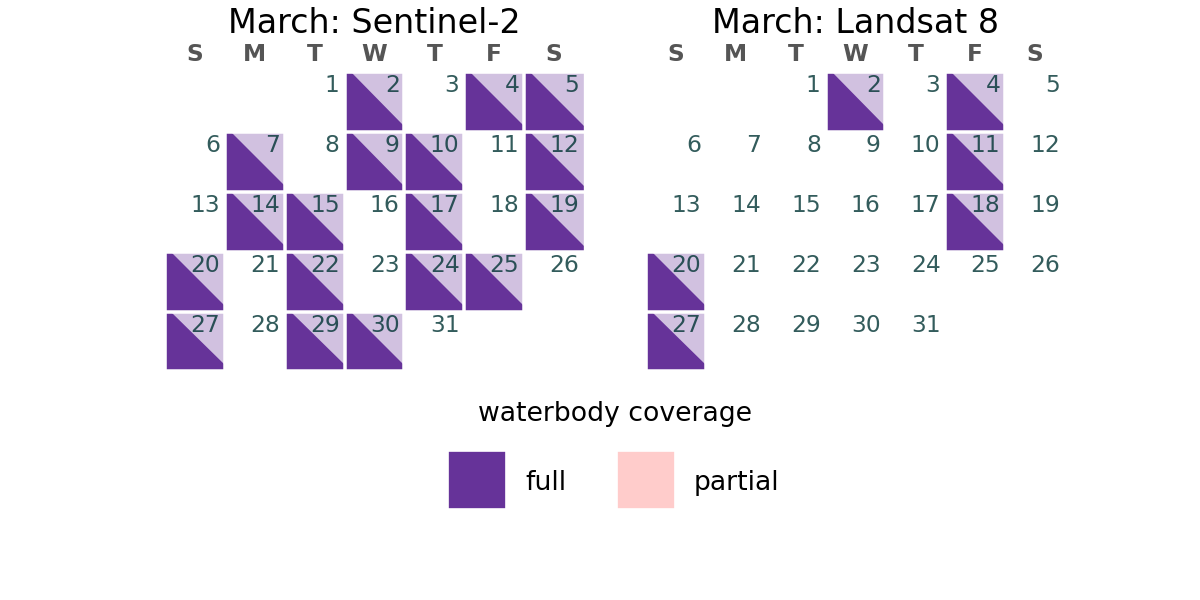 March: Sentinel-2
S M T W T F S
1 2 3 4 5
6 7 8 9 10 11 12
13 14 15 16 17 18 19
20 21 22 23 24 25 26
27 28 29 30 31
March: Landsat 8
S M T W T F S
1 2 3 4 5
6 7 8 9 10 11 12
13 14 15 16 17 18 19
20 21 22 23 24 25 26
27 28 29 30 31
waterbody coverage
full partial